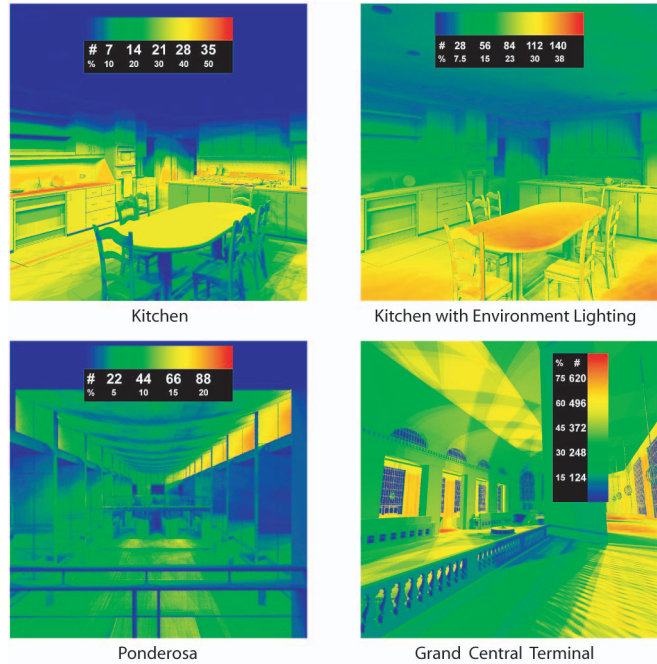 # 7 14 21 28 35
% 10 20 30 40 50
# 28 56 84 112 140
% 7.5 15 23 30 38
Kitchen
Kitchen with Environment Lighting
# 22 44 66 88
% 5 10 15 20
% #
75 620
60 496
45 372
30 248
15 124
Ponderosa
Grand Central Terminal